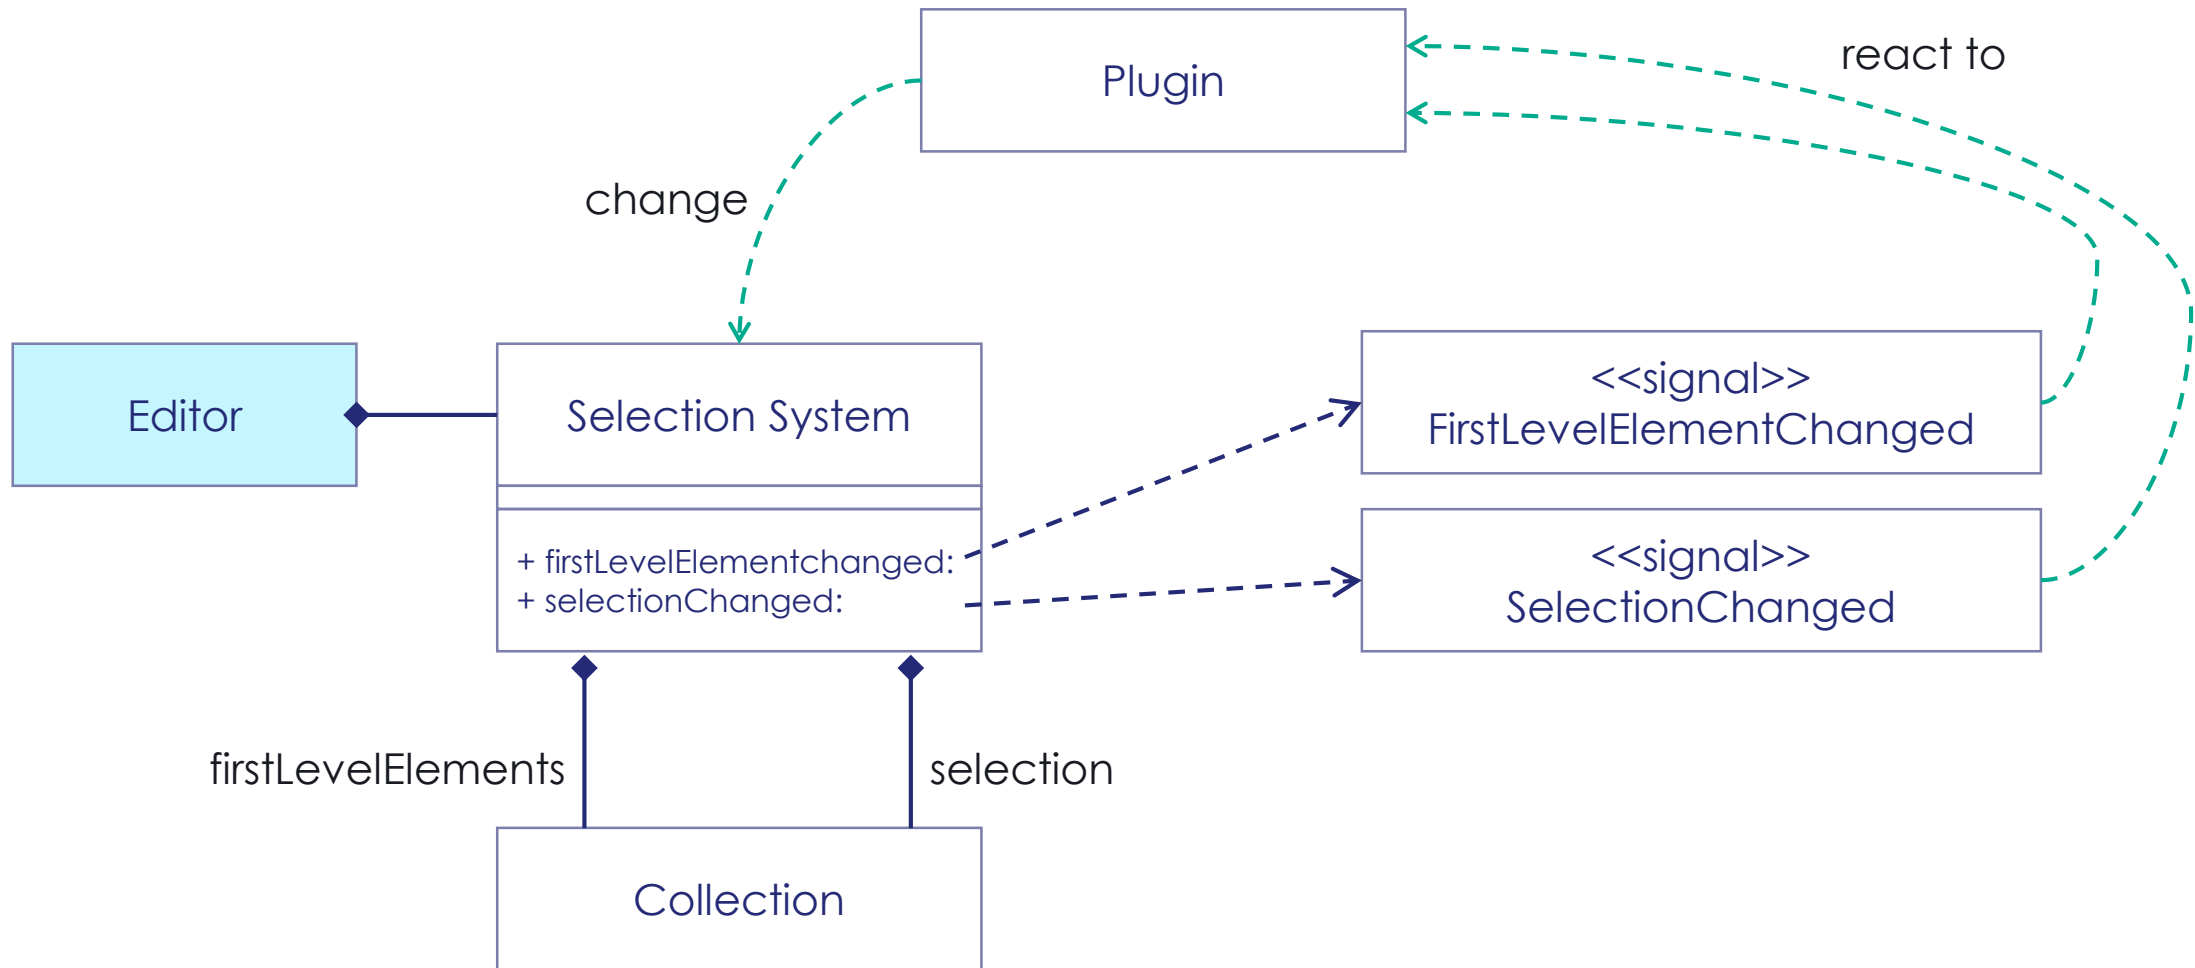 Plugin
react to
change
Editor
Selection System
<<signal>>
FirstLevelElementChanged
+ firstLevelElementchanged:
+ selectionChanged:
<<signal>>
SelectionChanged
firstLevelElements
selection
Collection